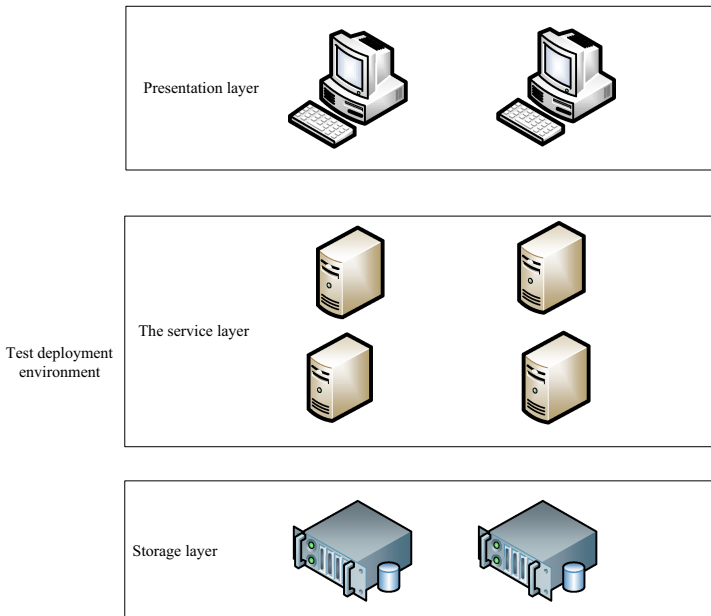 Presentation layer
The service layer
Test deployment
environment
Storage layer